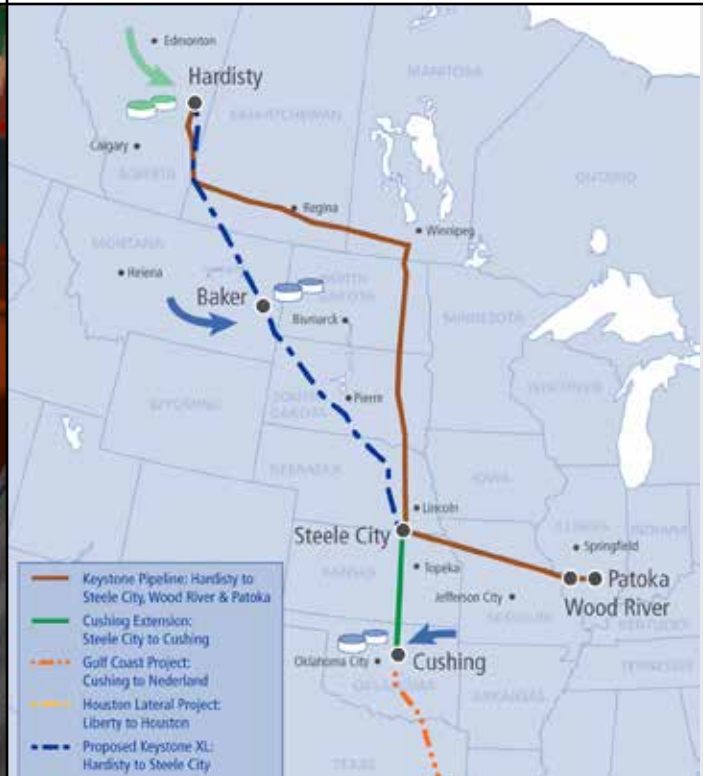 Edmonton
Hardisty
MANITOBA
SASKATCHEWAN
Calgary
ALBERTA
ONTARIO
Regina
Winnipeg
MONTANA
Helena
NORTH
DAKOTA
Baker
Bismarck
MINNESOTA
Pierre
SOUTH
DAKOTA
WYOMING
WISCONSIN
NEBRASKA
IOWA
Lincoln
Steele City
ILLINOIS
INDIANA
Springfield
KANSAS
Topeka
Patoka
Jefferson City
Wood River
MISSOURI
KENTUCKY
Oklahoma City
Cushing
OKLAHOMA
TENNESSEE
ARKANSAS
TEXAS
Keystone Pipeline: Hardisty to
Steele City, Wood River & Patoka
Cushing Extension:
Steele City to Cushing
Gulf Coast Project:
Cushing to Nederland
Houston Lateral Project:
Liberty to Houston
Proposed Keystone XL:
Hardisty to Steele City